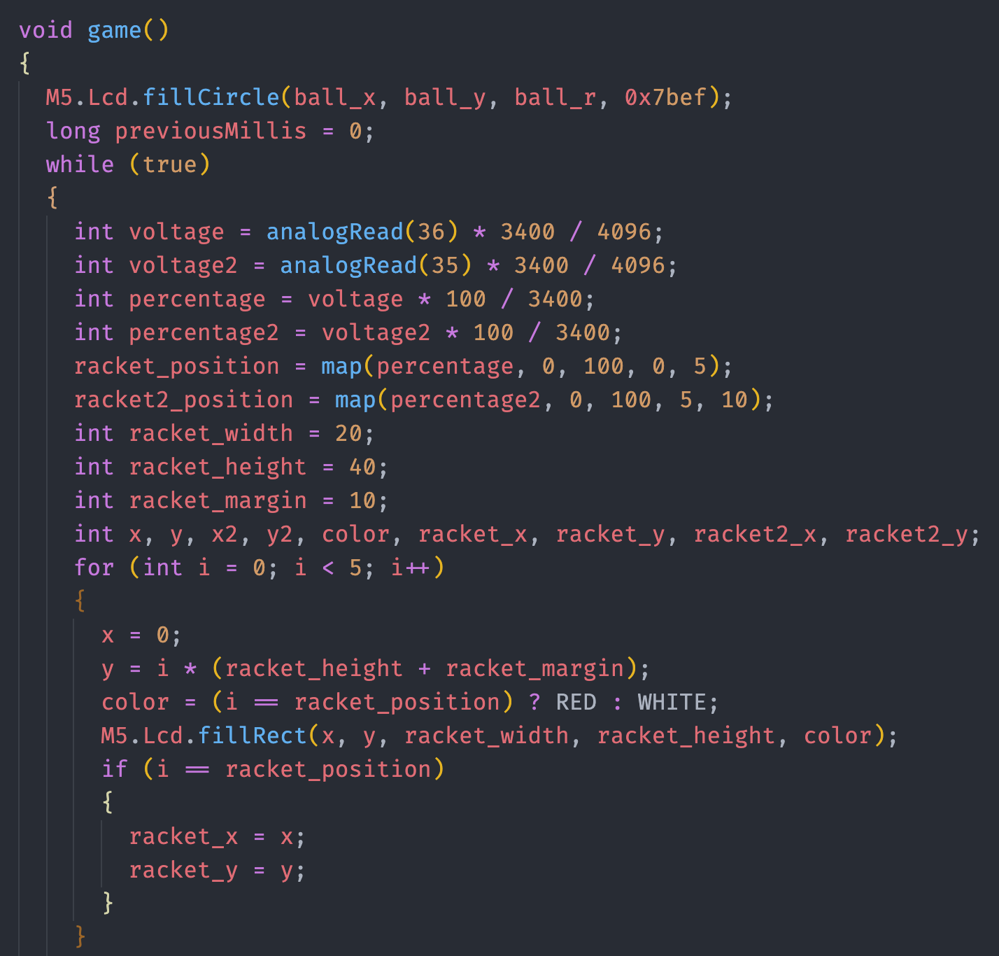 void game()
{
  M5.Lcd.fillCircle(ball_x, ball_y, ball_r, 0x7bef);
  long previousMillis = 0;
  while (true)
  {
    int voltage = analogRead(36) * 3400 / 4096;
    int voltage2 = analogRead(35) * 3400 / 4096;
    int percentage = voltage * 100 / 3400;
    int percentage2 = voltage2 * 100 / 3400;
    racket_position = map(percentage, 0, 100, 0, 5);
    racket2_position = map(percentage2, 0, 100, 5, 10);
    int racket_width = 20;
    int racket_height = 40;
    int racket_margin = 10;
    int x, y, x2, y2, color, racket_x, racket_y, racket2_x, racket2_y;
    for (int i = 0; i < 5; i++)
    {
      x = 0;
      y = i * (racket_height + racket_margin);
      color = (i == racket_position) ? RED : WHITE;
      M5.Lcd.fillRect(x, y, racket_width, racket_height, color);
      if (i == racket_position)
      {
        racket_x = x;
        racket_y = y;
      }
    }